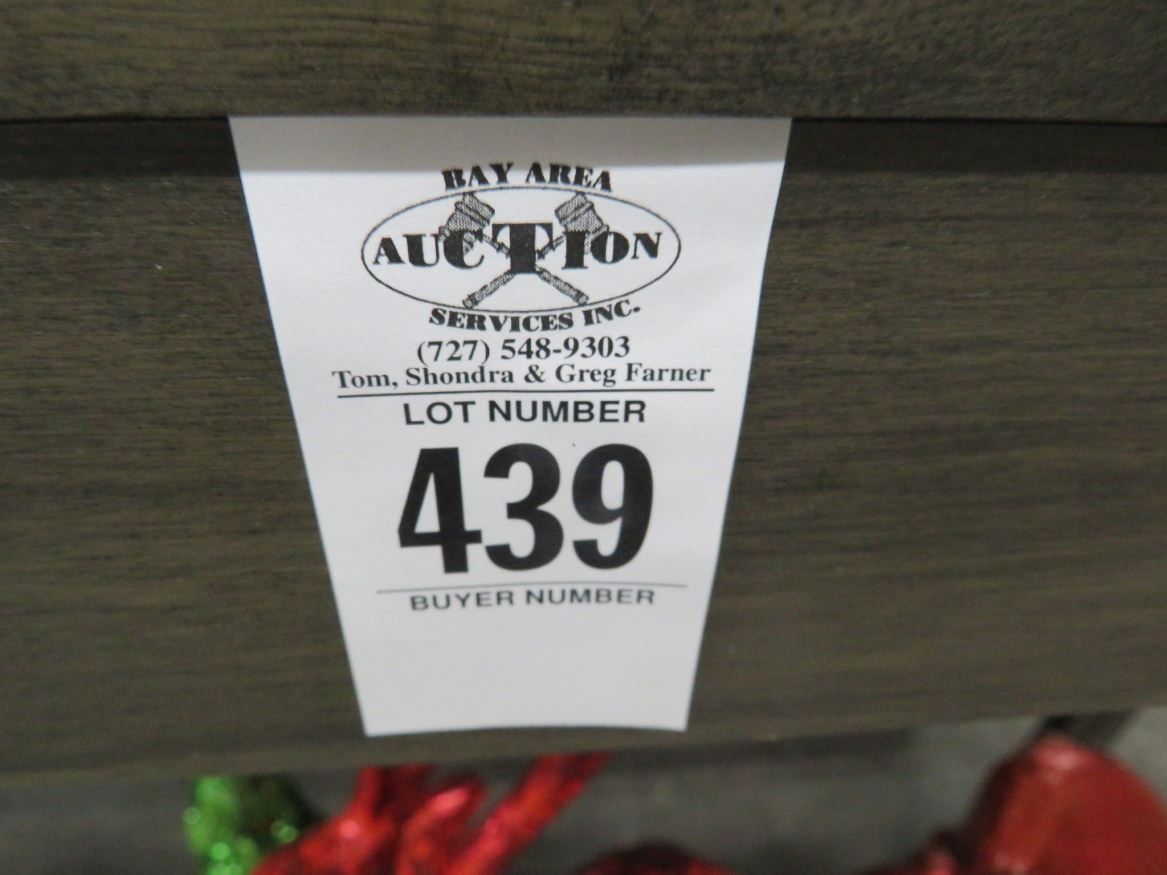 BAY AREA
AUCTION
SERVICES INC.
(727) 548-9303
Tom, Shondra & Greg Farner
LOT NUMBER
439
BUYER NUMBER